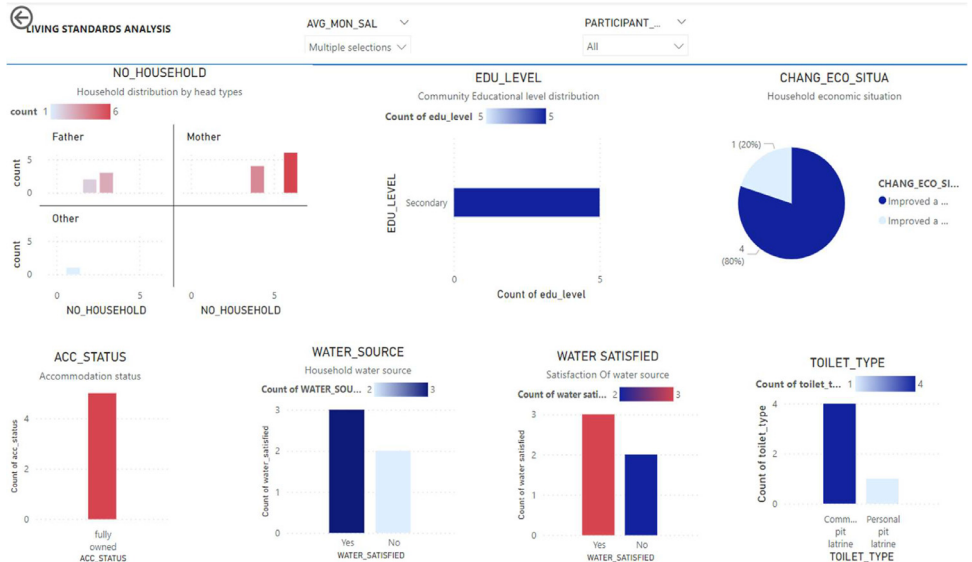 LIVING STANDARDS ANALYSIS
AVG_MON_SAL
Multiple selections
PARTICIPANT_...
All
NO_HOUSEHOLD
Household distribution by head types
count 1 6
Father
Mother
count
5
0
Other
count
5
0
0 5
0 5
NO_HOUSEHOLD
NO_HOUSEHOLD
EDU_LEVEL
Community Educational level distribution
Count of edu_level 5 5
EDU_LEVEL
Secondary
0 5
Count of edu_level
CHANG_ECO_SITUA
Household economic situation
1 (20%)
4
(80%)
CHANG_ECO_SI...
Improved a ...
Improved a ...
ACC_STATUS
Accommodation status
Count of acc_status
4
2
0
fully
owned
ACC_STATUS
WATER_SOURCE
Household water source
Count of WATER_SOU... 2 3
Count of water_satisfied
3
2
1
0
Yes No
WATER_SATISFIED
WATER SATISFIED
Satisfaction Of water source
Count of water sati... 2 3
Count of water satisfied
3
2
1
0
Yes No
WATER_SATISFIED
TOILET_TYPE
Count of toilet_t... 1 4
Count of toilet_type
4
2
0
Comm... Personal
pit pit
latrine latrine
TOILET_TYPE